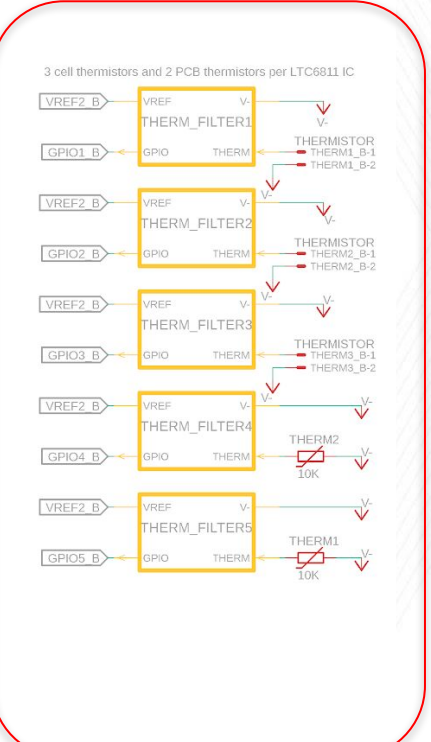 3 cell thermistors and 2 PCB thermistors per LTC6811 IC
VREF2_B VREF V-
V-
THERM_FILTER1
THERMISTOR
GPIO1_B GPIO THERM THERM1_B-1
THERM1_B-2
V-
VREF2_B VREF V-
V-
THERM_FILTER2
THERMISTOR
GPIO2_B GPIO THERM THERM2_B-1
THERM2_B-2
V-
VREF2_B VREF V- V-
THERM_FILTER3
THERMISTOR
GPIO3_B GPIO THERM THERM3_B-1
THERM3_B-2
V-
VREF2_B VREF V- V-
THERM_FILTER4
THERM2
GPIO4_B GPIO THERM V-
10K
VREF2_B VREF V- V-
THERM_FILTER5
THERM1
GPIO5_B GPIO THERM V-
10K